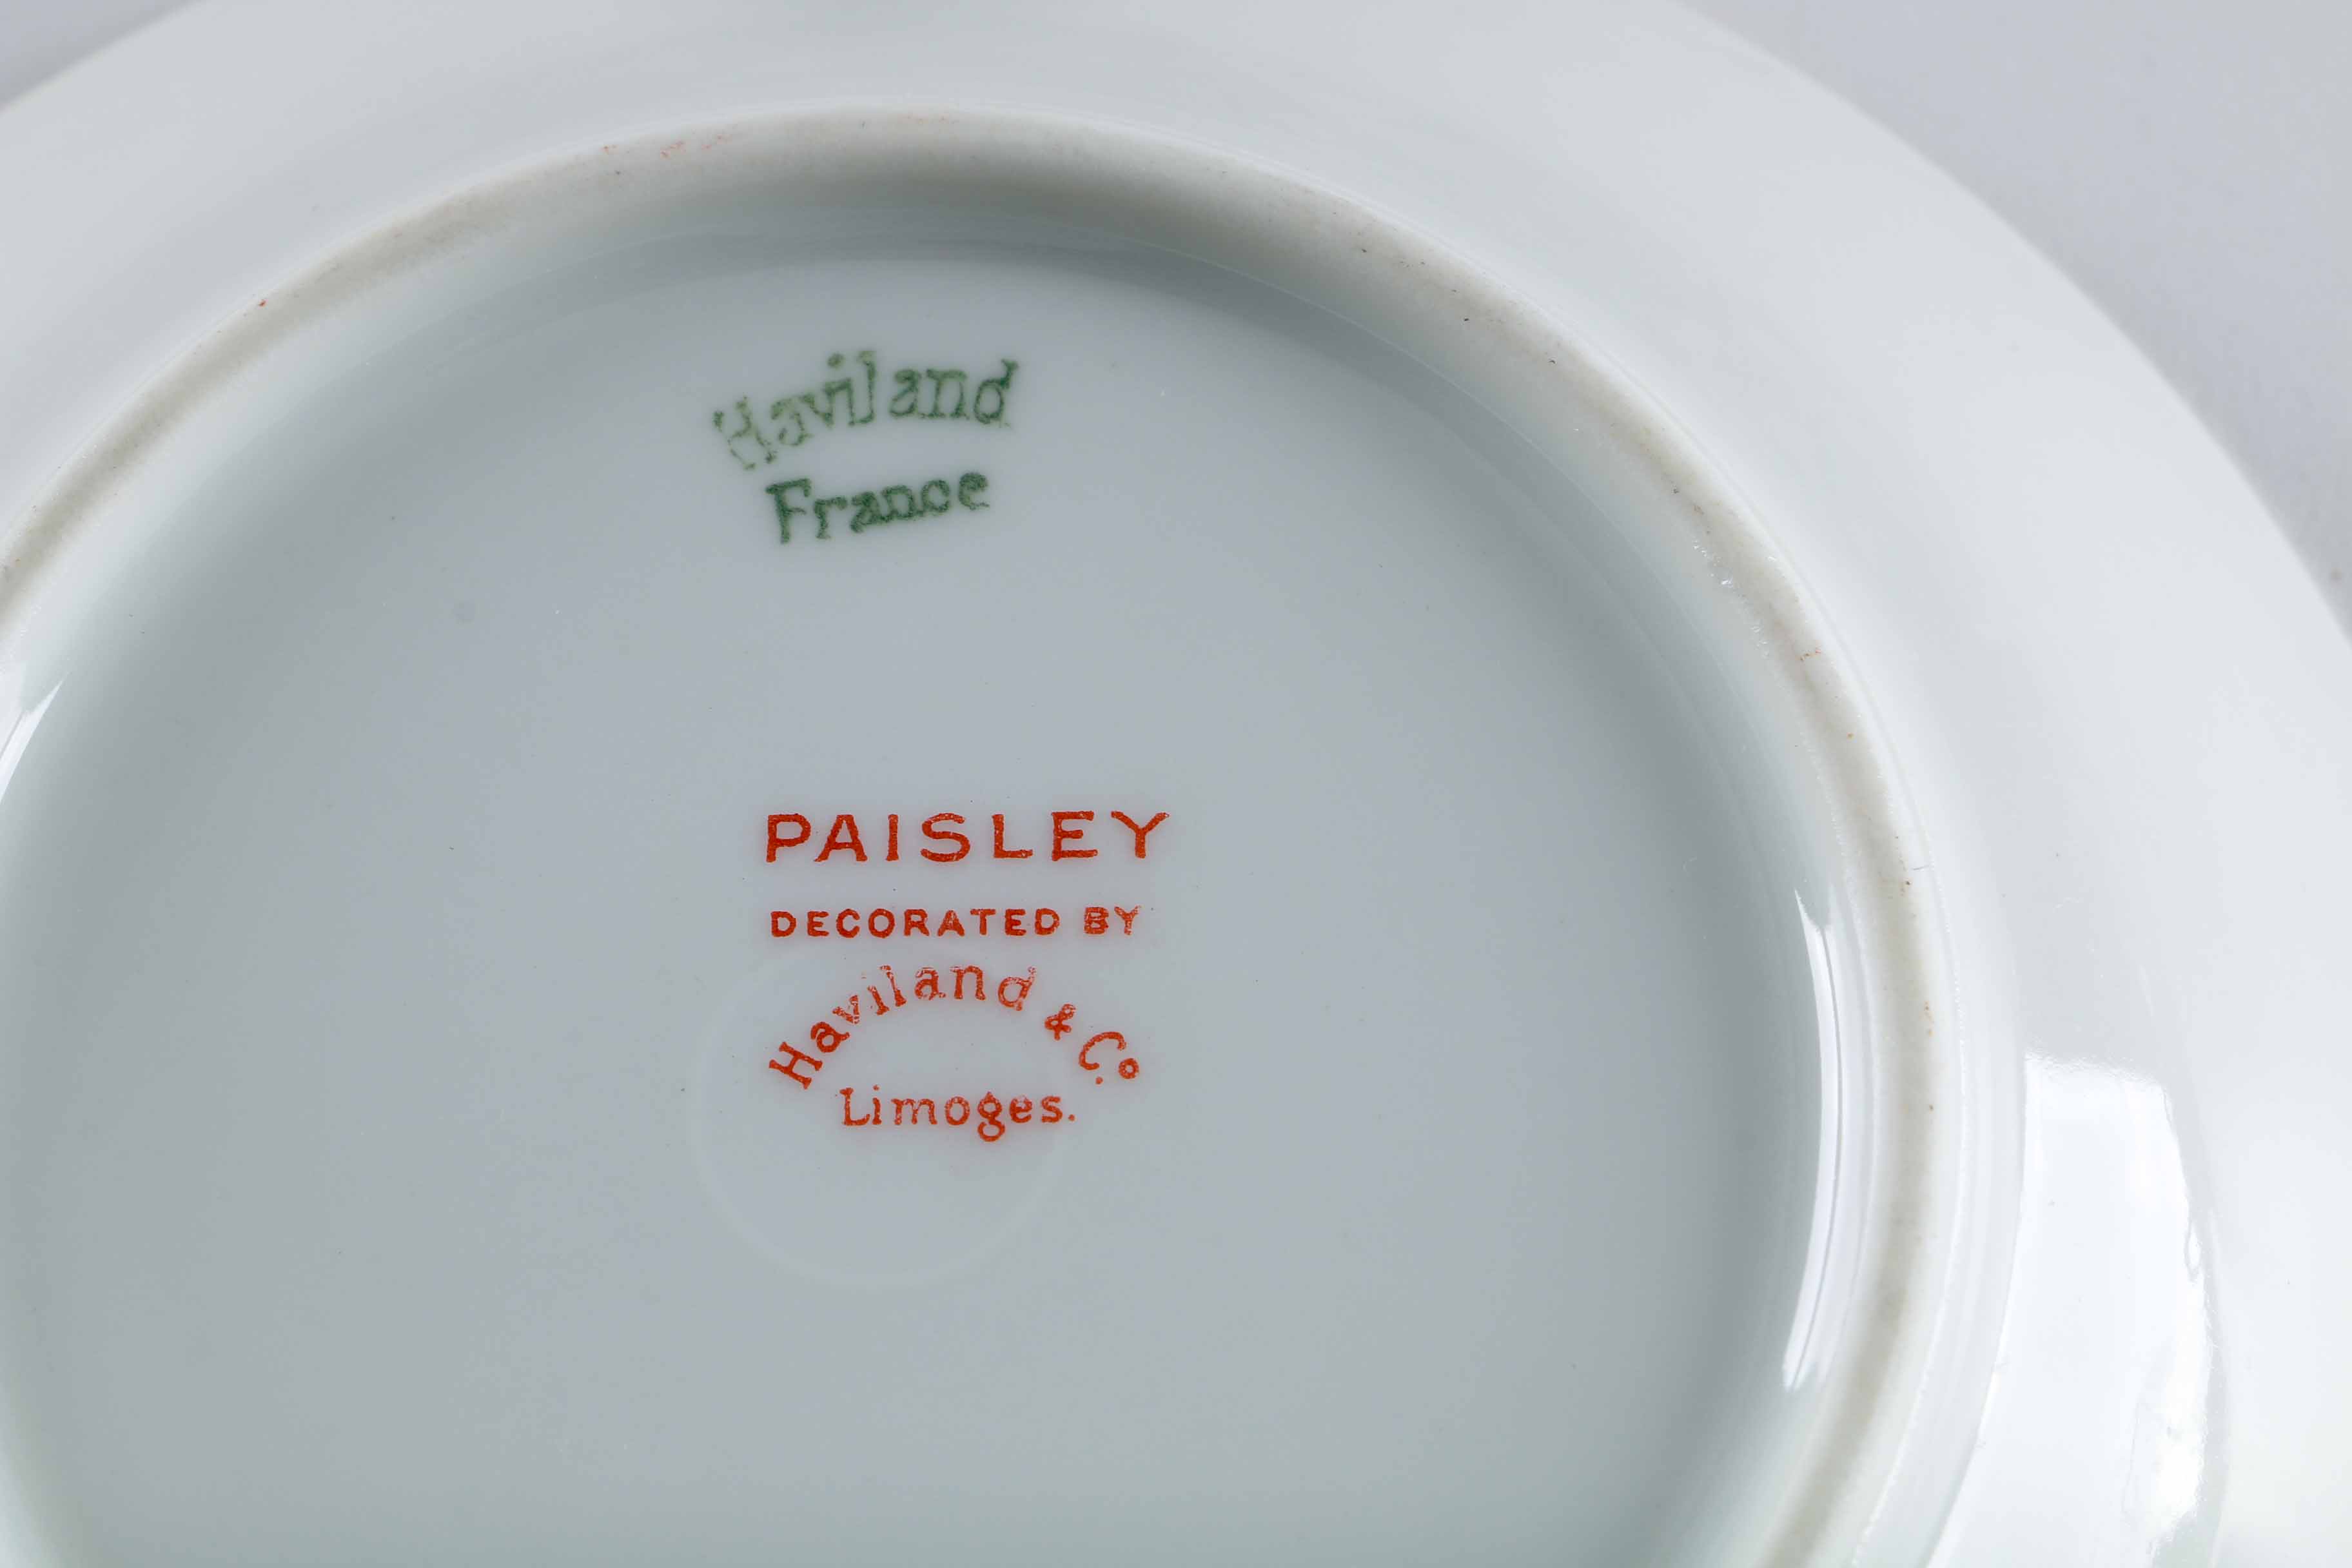 Haviland
France
PAISLEY
DECORATED BY
Haviland & Co.
Limoges.